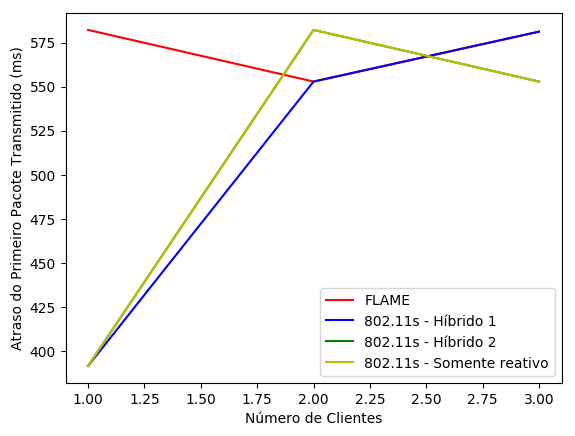 575
550
525
500
475
450
425
400
Atraso do Primeiro Pacote Transmitido (ms)
FLAME
802.11s - Híbrido 1
802.11s - Híbrido 2
802.11s - Somente reativo
1.00 1.25 1.50 1.75 2.00 2.25 2.50 2.75 3.00
Número de Clientes